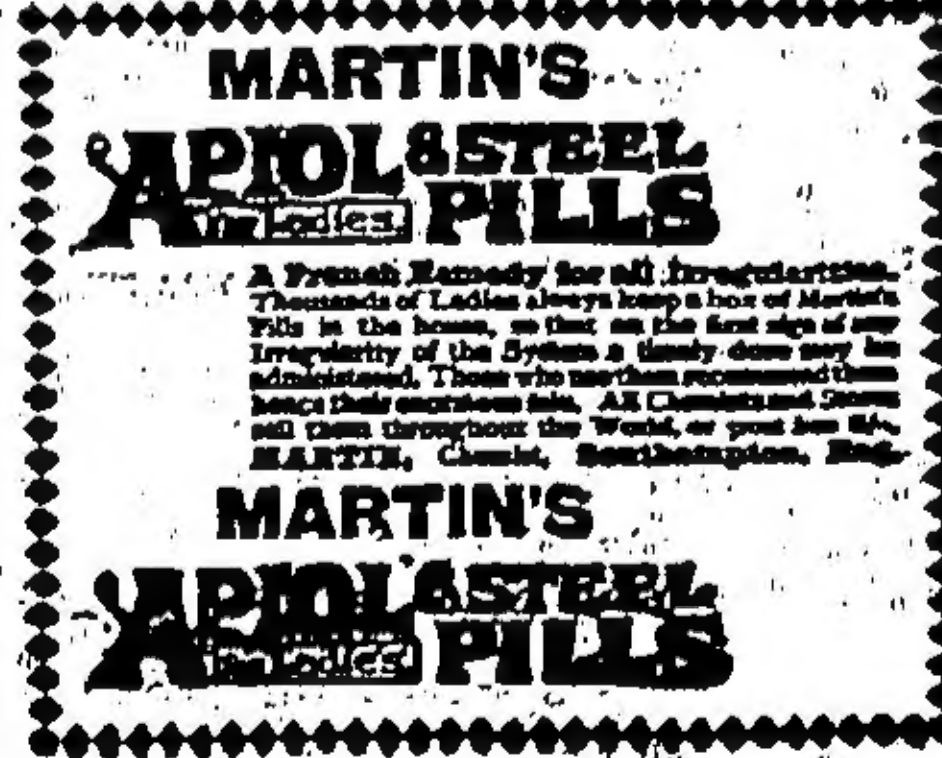 MARTIN'S
APIOL & STEEL
for Ladies. PILLS
A French Remedy for all Irregularities.
Thousands of Ladies always keep a box of Martin's
Pills in the house, so that on the first sign of any
Irregularity of the System a timely dose may be
administered. Those who use them recommend them
hence their enormous sale. All Chemists and Stores
sell them throughout the World, or post free
MARTIN, Chemist, Southampton, Eng.
MARTIN'S
APIOL & STEEL
for Ladies. PILLS